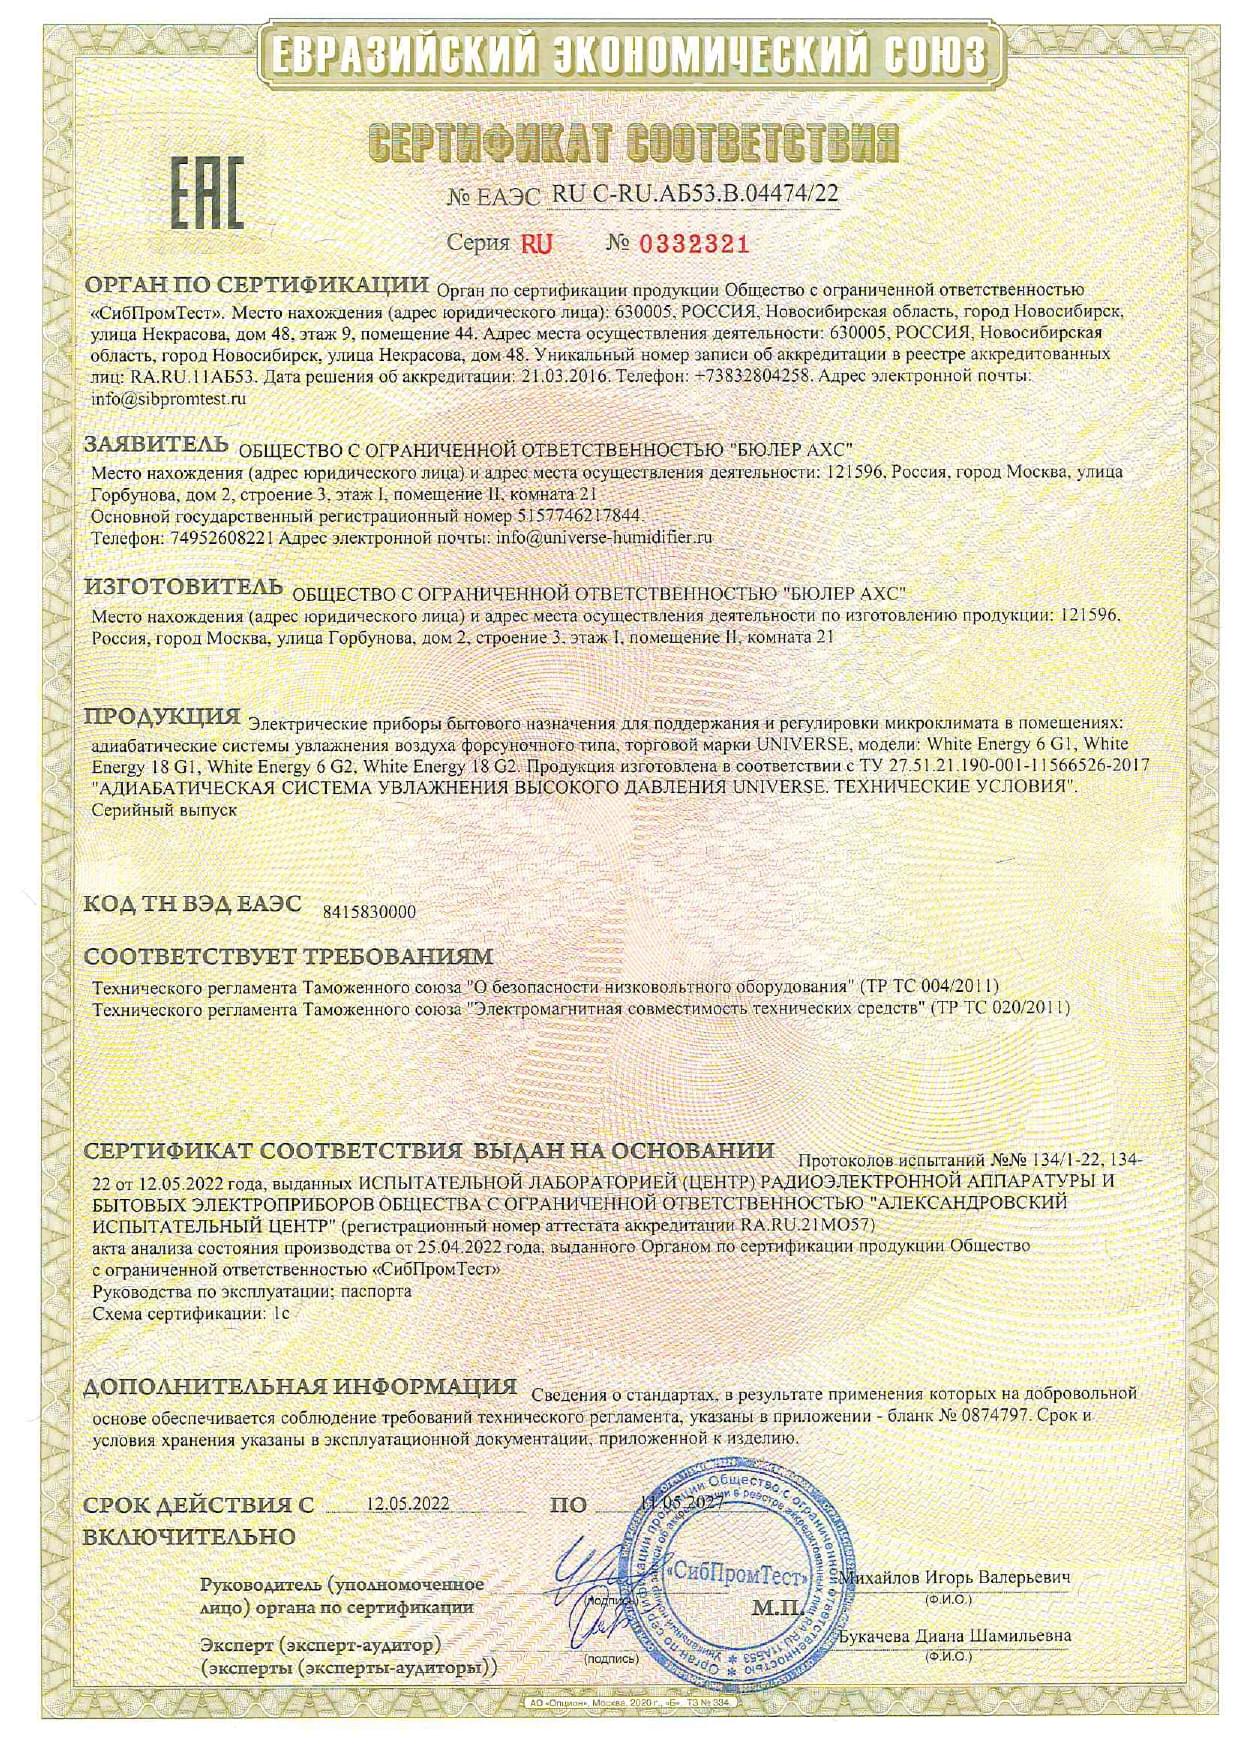 ЕВРАЗИЙСКИЙ ЭКОНОМИЧЕСКИЙ СОЮЗ
СЕРТИФИКАТ СООТВЕТСТВИЯ
ЕАС
№ ЕАЭС RU C-RU.АБ53.В.04474/22
Серия RU № 0332321
ОРГАН ПО СЕРТИФИКАЦИИ Орган по сертификации продукции Общество с ограниченной ответственностью
«СибПромТест». Место нахождения (адрес юридического лица): 630005, РОССИЯ, Новосибирская область, город Новосибирск,
улица Некрасова, дом 48, этаж 9, помещение 44. Адрес места осуществления деятельности: 630005, РОССИЯ, Новосибирская
область, город Новосибирск, улица Некрасова, дом 48. Уникальный номер записи об аккредитации в реестре аккредитованных
лиц: RA.RU.11АБ53. Дата решения об аккредитации: 21.03.2016. Телефон: +73832804258. Адрес электронной почты:
info@sibpromtest.ru
ЗАЯВИТЕЛЬ ОБЩЕСТВО С ОГРАНИЧЕННОЙ ОТВЕТСТВЕННОСТЬЮ "БЮЛЕР АХС"
Место нахождения (адрес юридического лица) и адрес места осуществления деятельности: 121596, Россия, город Москва, улица
Горбунова, дом 2, строение 3, этаж I, помещение II, комната 21
Основной государственный регистрационный номер 5157746217844.
Телефон: 74952608221 Адрес электронной почты: info@universe-humidifier.ru
ИЗГОТОВИТЕЛЬ ОБЩЕСТВО С ОГРАНИЧЕННОЙ ОТВЕТСТВЕННОСТЬЮ "БЮЛЕР АХС"
Место нахождения (адрес юридического лица) и адрес места осуществления деятельности по изготовлению продукции: 121596,
Россия, город Москва, улица Горбунова, дом 2, строение 3, этаж I, помещение II, комната 21
ПРОДУКЦИЯ Электрические приборы бытового назначения для поддержания и регулировки микроклимата в помещениях:
адиабатические системы увлажнения воздуха форсуночного типа, торговой марки UNIVERSE, модели: White Energy 6 G1, White
Energy 18 G1, White Energy 6 G2, White Energy 18 G2. Продукция изготовлена в соответствии с ТУ 27.51.21.190-001-11566526-2017
"АДИАБАТИЧЕСКАЯ СИСТЕМА УВЛАЖНЕНИЯ ВЫСОКОГО ДАВЛЕНИЯ UNIVERSE. ТЕХНИЧЕСКИЕ УСЛОВИЯ".
Серийный выпуск
КОД ТН ВЭД ЕАЭС 8415830000
СООТВЕТСТВУЕТ ТРЕБОВАНИЯМ
Технического регламента Таможенного союза "О безопасности низковольтного оборудования" (ТР ТС 004/2011)
Технического регламента Таможенного союза "Электромагнитная совместимость технических средств" (ТР ТС 020/2011)
СЕРТИФИКАТ СООТВЕТСТВИЯ ВЫДАН НА ОСНОВАНИИ Протоколов испытаний №№ 134/1-22, 134-
22 от 12.05.2022 года, выданных ИСПЫТАТЕЛЬНОЙ ЛАБОРАТОРИЕЙ (ЦЕНТР) РАДИОЭЛЕКТРОННОЙ АППАРАТУРЫ И
БЫТОВЫХ ЭЛЕКТРОПРИБОРОВ ОБЩЕСТВА С ОГРАНИЧЕННОЙ ОТВЕТСТВЕННОСТЬЮ "АЛЕКСАНДРОВСКИЙ
ИСПЫТАТЕЛЬНЫЙ ЦЕНТР" (регистрационный номер аттестата аккредитации RA.RU.21МО57)
акта анализа состояния производства от 25.04.2022 года, выданного Органом по сертификации продукции Общество
с ограниченной ответственностью «СибПромТест»
Руководства по эксплуатации; паспорта
Схема сертификации: 1с
ДОПОЛНИТЕЛЬНАЯ ИНФОРМАЦИЯ Сведения о стандартах, в результате применения которых на добровольной
основе обеспечивается соблюдение требований технического регламента, указаны в приложении - бланк № 0874797. Срок и
условия хранения указаны в эксплуатационной документации, приложенной к изделию.
СРОК ДЕЙСТВИЯ С 12.05.2022 ПО 11.05.2027
ВКЛЮЧИТЕЛЬНО
Руководитель (уполномоченное
лицо) органа по сертификации
(подпись)
М.П.
Михайлов Игорь Валерьевич
(Ф.И.О.)
Эксперт (эксперт-аудитор)
(эксперты (эксперты-аудиторы))
(подпись)
Букачева Диана Шамильевна
(Ф.И.О.)
Орган по сертификации продукции Общество с ограниченной ответственностью
Уникальный номер записи об аккредитации в реестре аккредитованных лиц RA.RU.11АБ53
«СибПромТест»
АО «Опцион», Москва, 2020 г., «Б». ТЗ № 334.